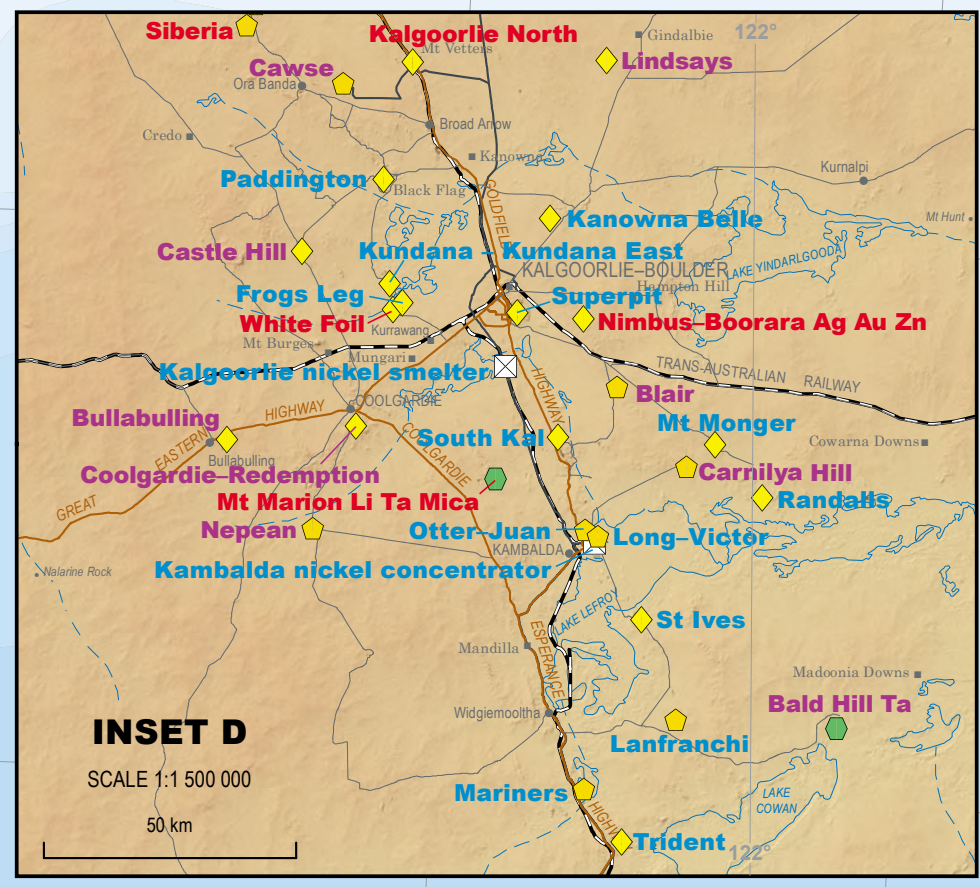 Siberia
Kalgoorlie North
122°
Gindalbie
Mt Vetters
Lindsays
Cawse
Ora Banda
Broad Arrow
Credo
Kanowna
Kurnalpi
Paddington
Black Flag
GOLDFIELDS
Kanowna Belle
Mt Hunt
Castle Hill
Kundana – Kundana East
LAKE YINDARLGOODA
KALGOORLIE–BOULDER
Hampton Hill
Frogs Leg
Superpit
White Foil
Nimbus–Boorara Ag Au Zn
Kurrawang
Mt Burges
Mungari
Kalgoorlie nickel smelter
TRANS-AUSTRALIAN RAILWAY
HIGHWAY
Blair
COOLGARDIE
HIGHWAY
Bullabulling
Mt Monger
EASTERN
COOLGARDIE
South Kal
Cowarna Downs
Bullabulling
Coolgardie–Redemption
Carnilya Hill
Mt Marion Li Ta Mica
Randalls
GREAT
Nepean
Otter–Juan
Long–Victor
KAMBALDA
Nalarine Rock
Kambalda nickel concentrator
LAKE LEFROY
St Ives
ESPERANCE
Mandilla
Madoonia Downs
Bald Hill Ta
Widgiemooltha
INSET D
Lanfranchi
SCALE 1:1 500 000
Mariners
LAKE
COWAN
50 km
HIGHW
Trident
122°